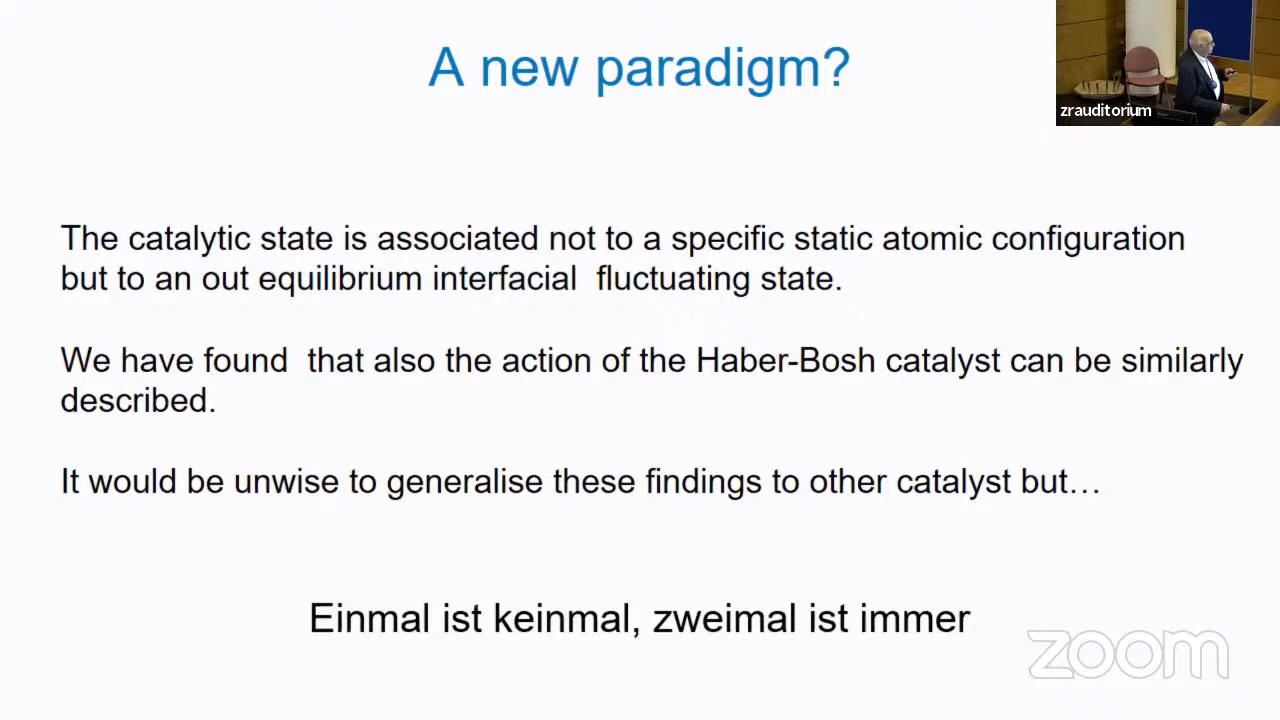 A new paradigm?
zrauditorium
The catalytic state is associated not to a specific static atomic configuration
but to an out equilibrium interfacial fluctuating state.
We have found that also the action of the Haber-Bosh catalyst can be similarly
described.
It would be unwise to generalise these findings to other catalyst but…
Einmal ist keinmal, zweimal ist immer
zoom